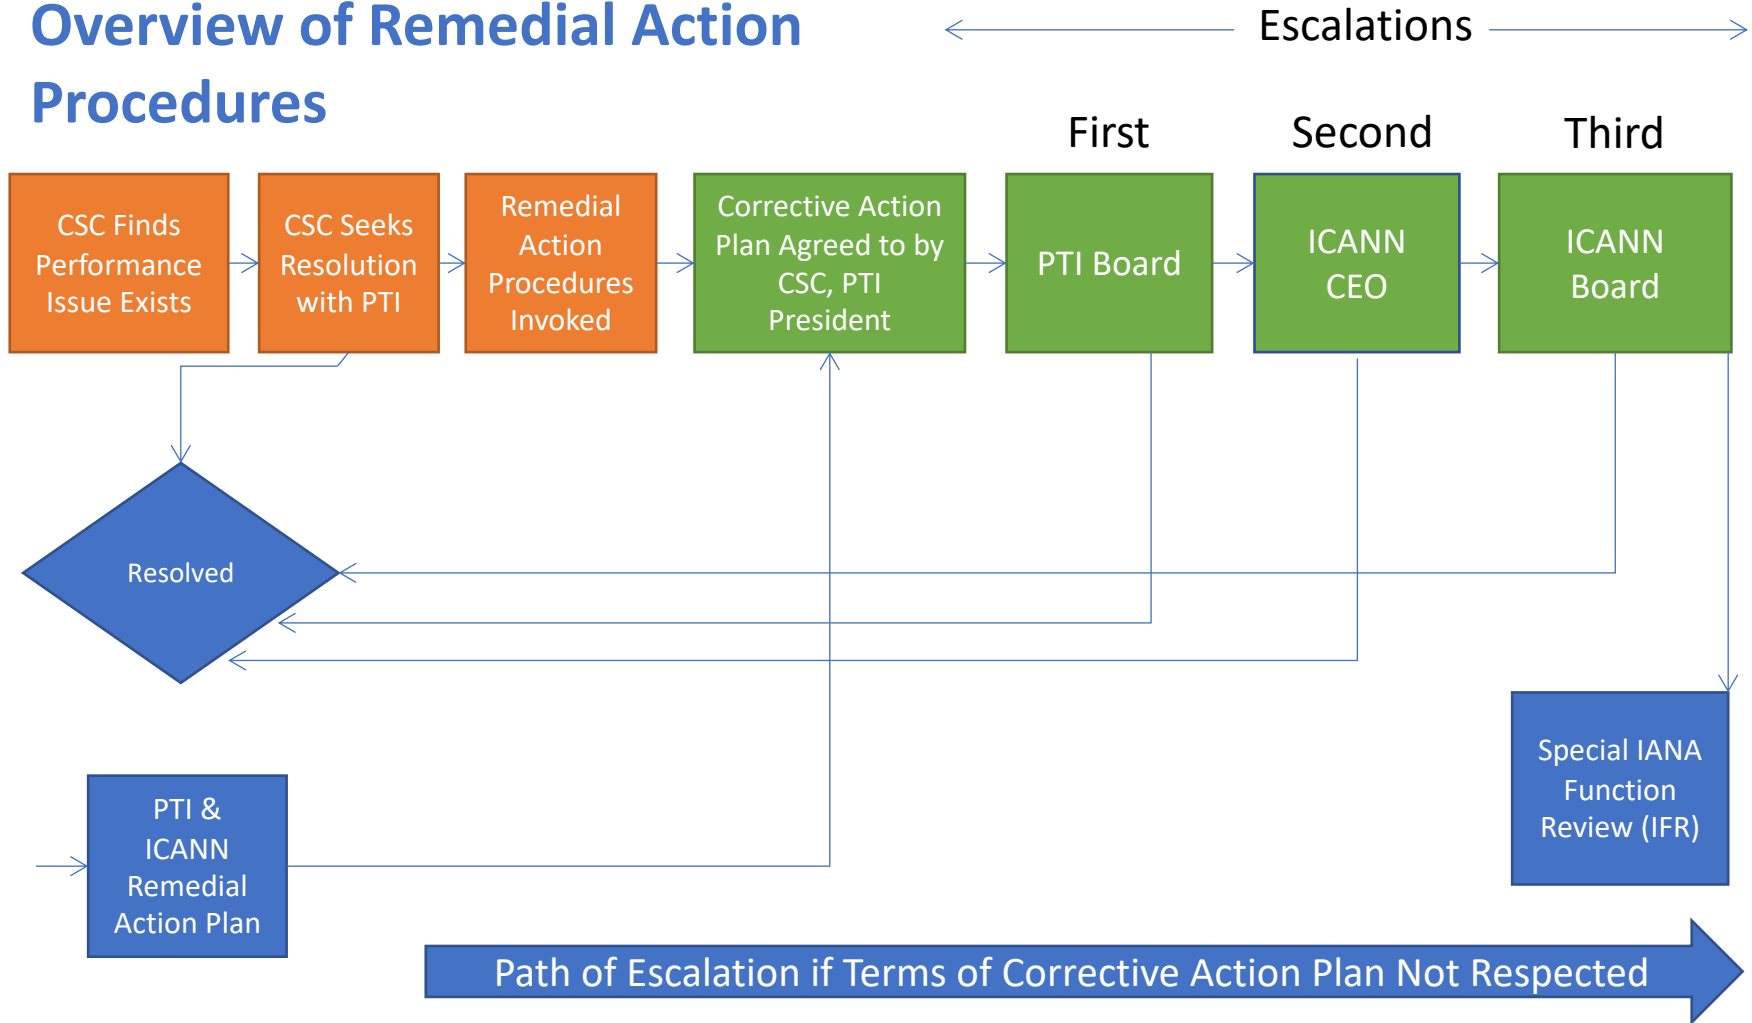 Overview of Remedial Action
Procedures
Escalations
First
Second
Third
CSC Finds
Performance
Issue Exists
CSC Seeks
Resolution
with PTI
Remedial
Action
Procedures
Invoked
Corrective Action
Plan Agreed to by
CSC, PTI
President
PTI Board
ICANN
CEO
ICANN
Board
Resolved
Special IANA
Function
Review (IFR)
PTI &
ICANN
Remedial
Action Plan
Path of Escalation if Terms of Corrective Action Plan Not Respected